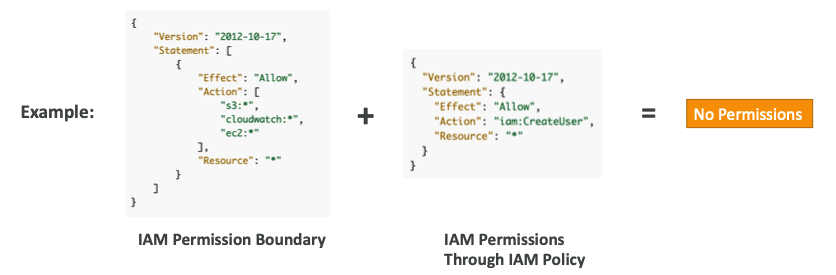 Example:
{
    "Version": "2012-10-17",
    "Statement": [
        {
            "Effect": "Allow",
            "Action": [
                "s3:*",
                "cloudwatch:*",
                "ec2:*"
            ],
            "Resource": "*"
        }
    ]
}
IAM Permission Boundary
+
{
  "Version": "2012-10-17",
  "Statement": {
    "Effect": "Allow",
    "Action": "iam:CreateUser",
    "Resource": "*"
  }
}
IAM Permissions
Through IAM Policy
=
No Permissions